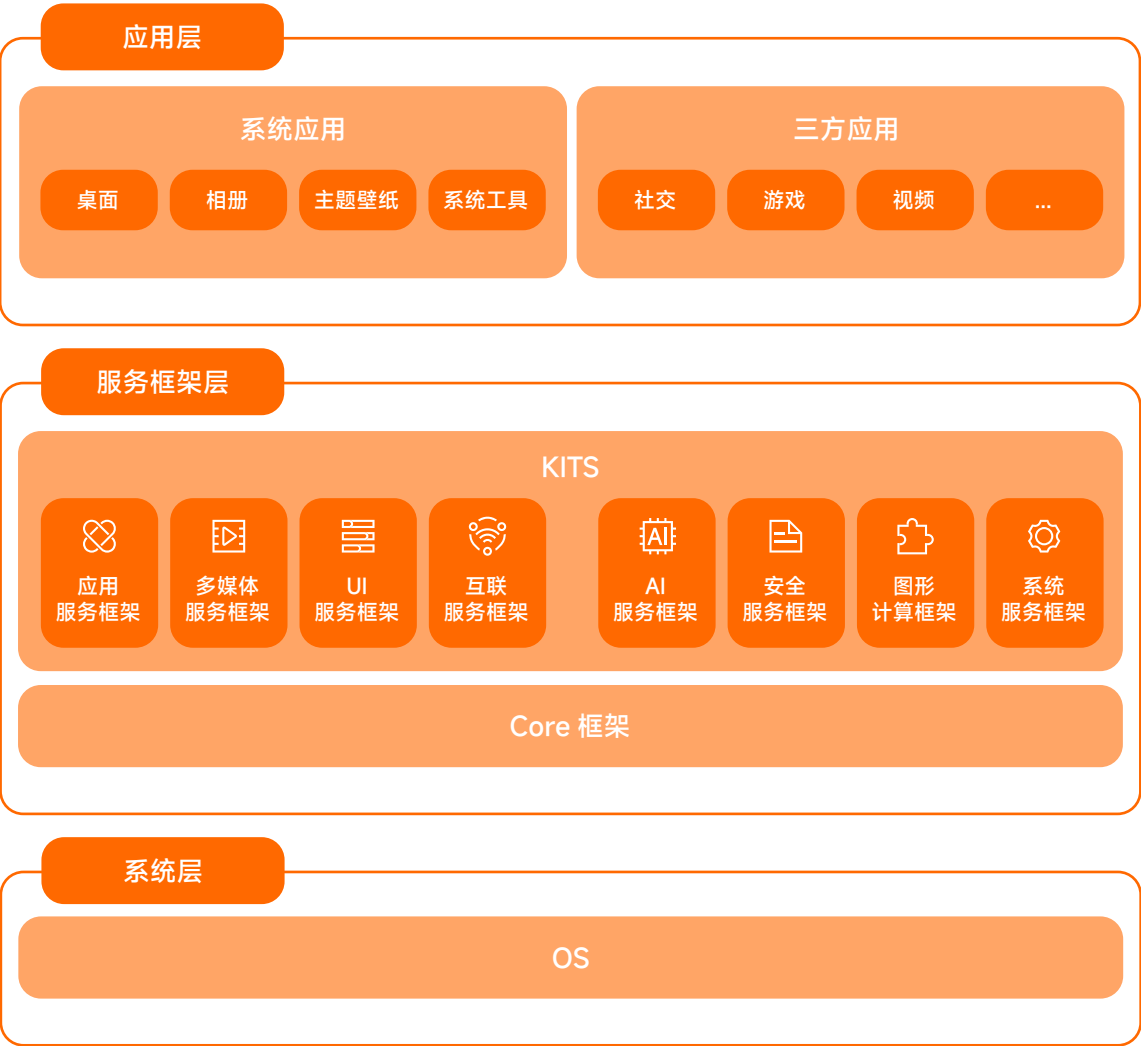 应用层
系统应用
桌面
相册
主题壁纸
系统工具
三方应用
社交
游戏
视频
...
服务框架层
KITS
应用
服务框架
多媒体
服务框架
UI
服务框架
互联
服务框架
AI
AI
服务框架
安全
服务框架
图形
计算框架
系统
服务框架
Core 框架
系统层
OS